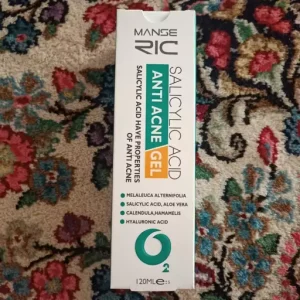 MANSE
RIC
SALICYLIC ACID
ANTI ACNE GEL
SALICYLIC ACID HAVE PROPERTIES
OF ANTI ACNE
MELALEUCA ALTERNIFOLIA
SALICYLIC ACID, ALOE VERA
CALENDULA,HAMAMELIS
HYALURONIC ACID
O2
120ML e